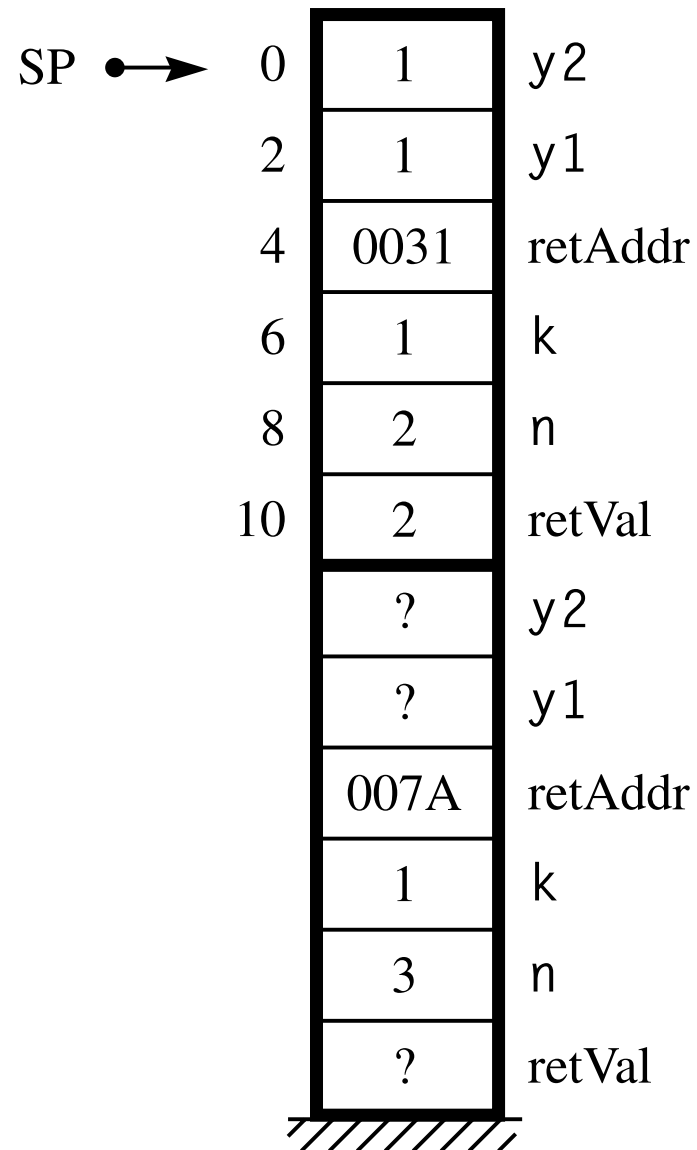 SP 0 1 y2
2 1 y1
4 0031 retAddr
6 1 k
8 2 n
10 2 retVal
? y2
? y1
007A retAddr
1 k
3 n
? retVal